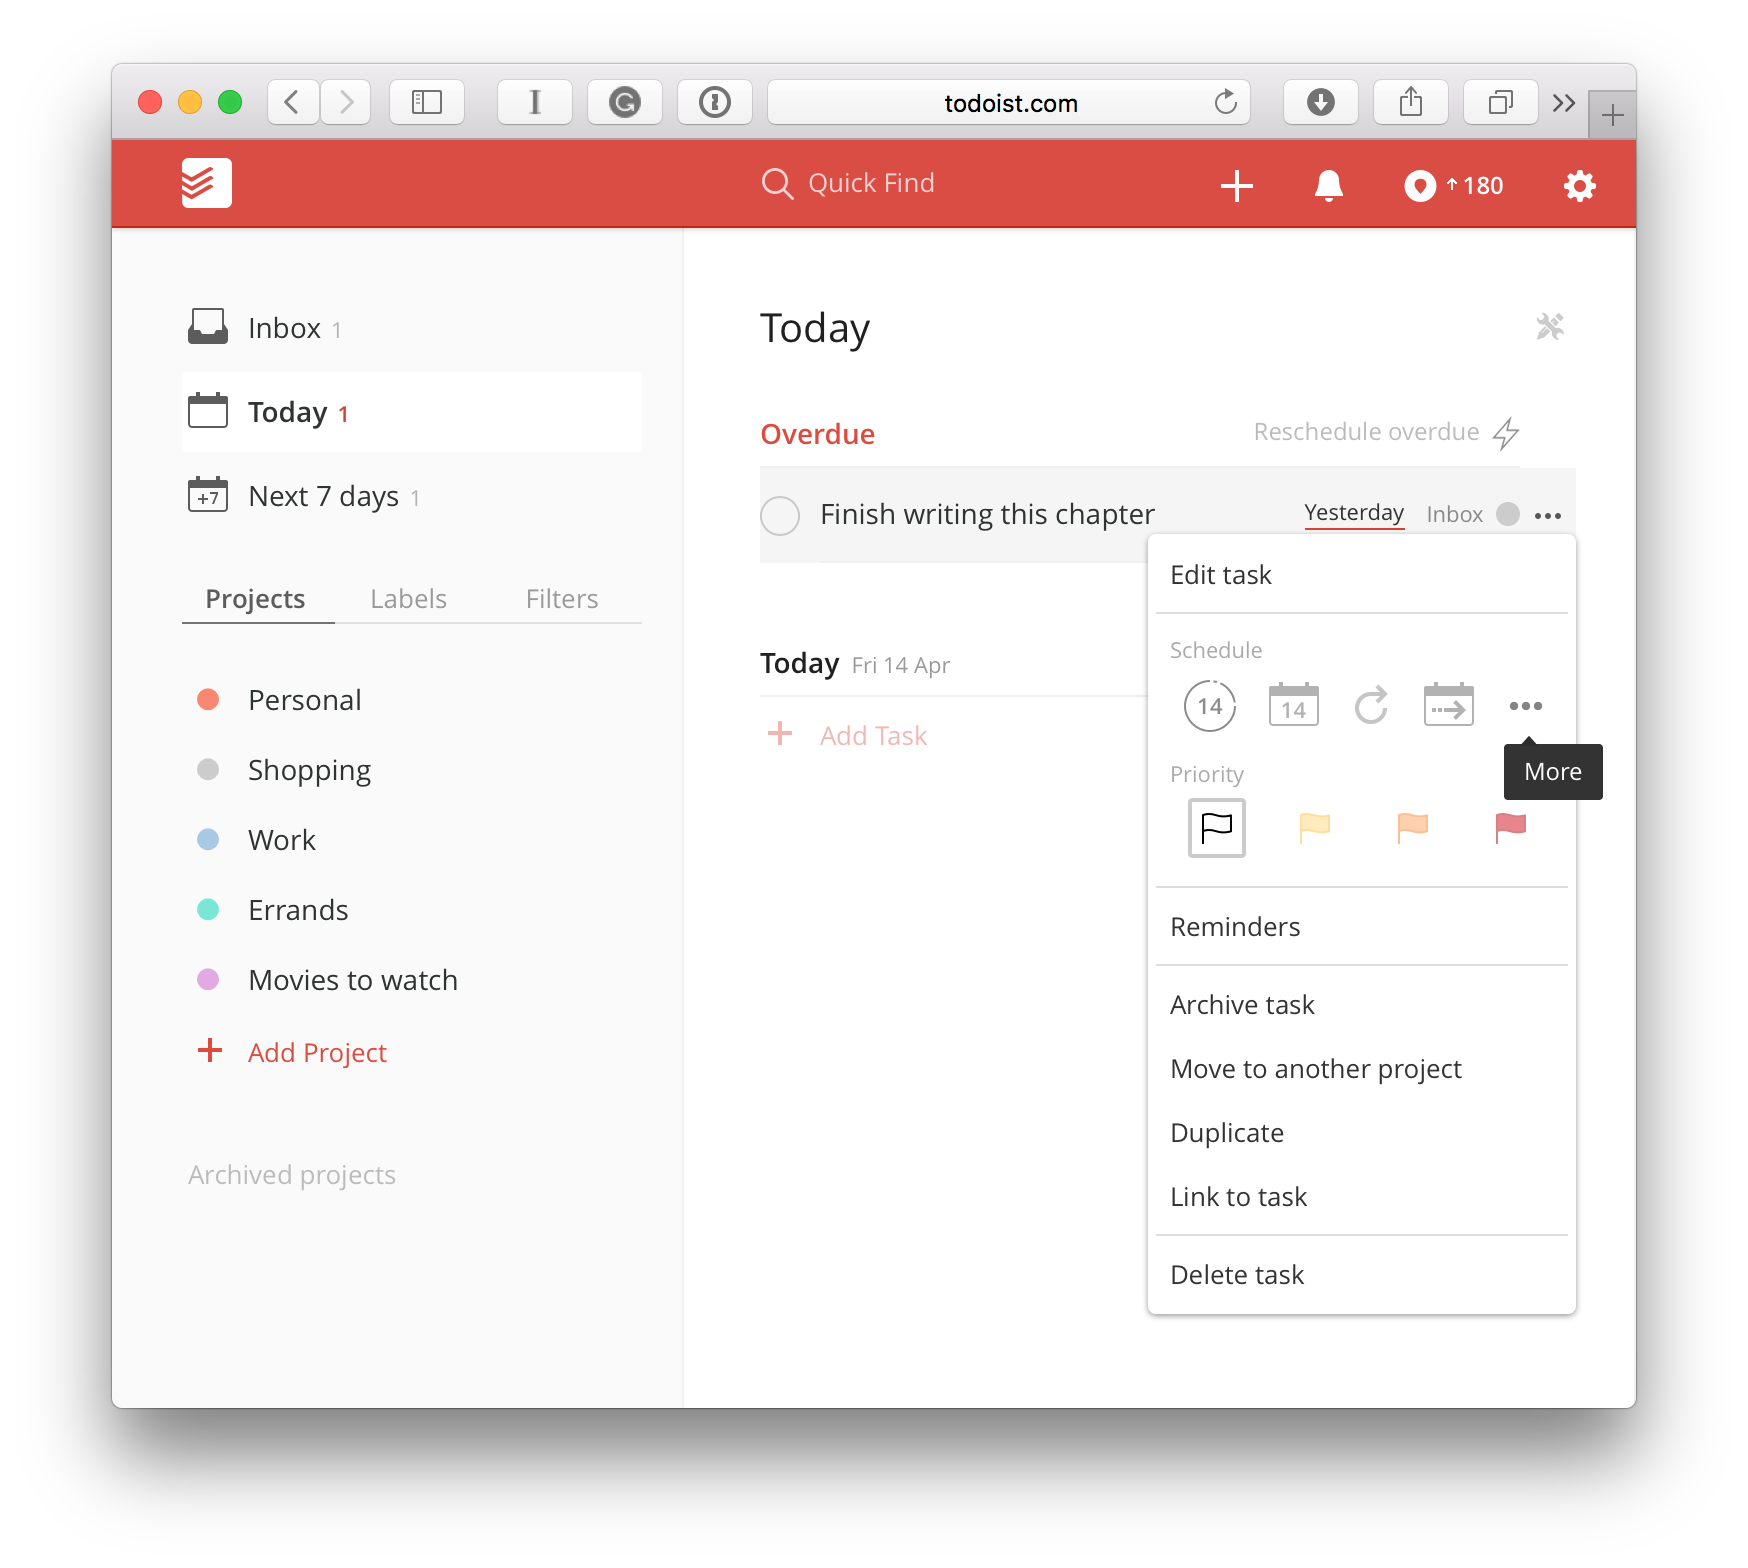 todoist.com
Quick Find
180
Inbox 1
Today 1
+7 Next 7 days 1
Projects Labels Filters
Personal
Shopping
Work
Errands
Movies to watch
Add Project
Archived projects
Today
Overdue Reschedule overdue
Finish writing this chapter Yesterday Inbox
Today Fri 14 Apr
Add Task
Edit task
Schedule
14 14
More
Priority
Reminders
Archive task
Move to another project
Duplicate
Link to task
Delete task